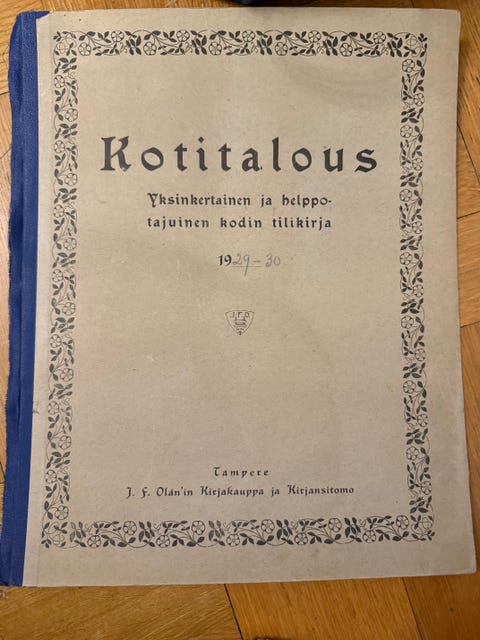 Kotitalous
Yksinkertainen ja helppo-
tajuinen kodin tilikirja
1929-30
J.F.O
Tampere
J. F. Olán'in Kirjakauppa ja Kirjansitomo